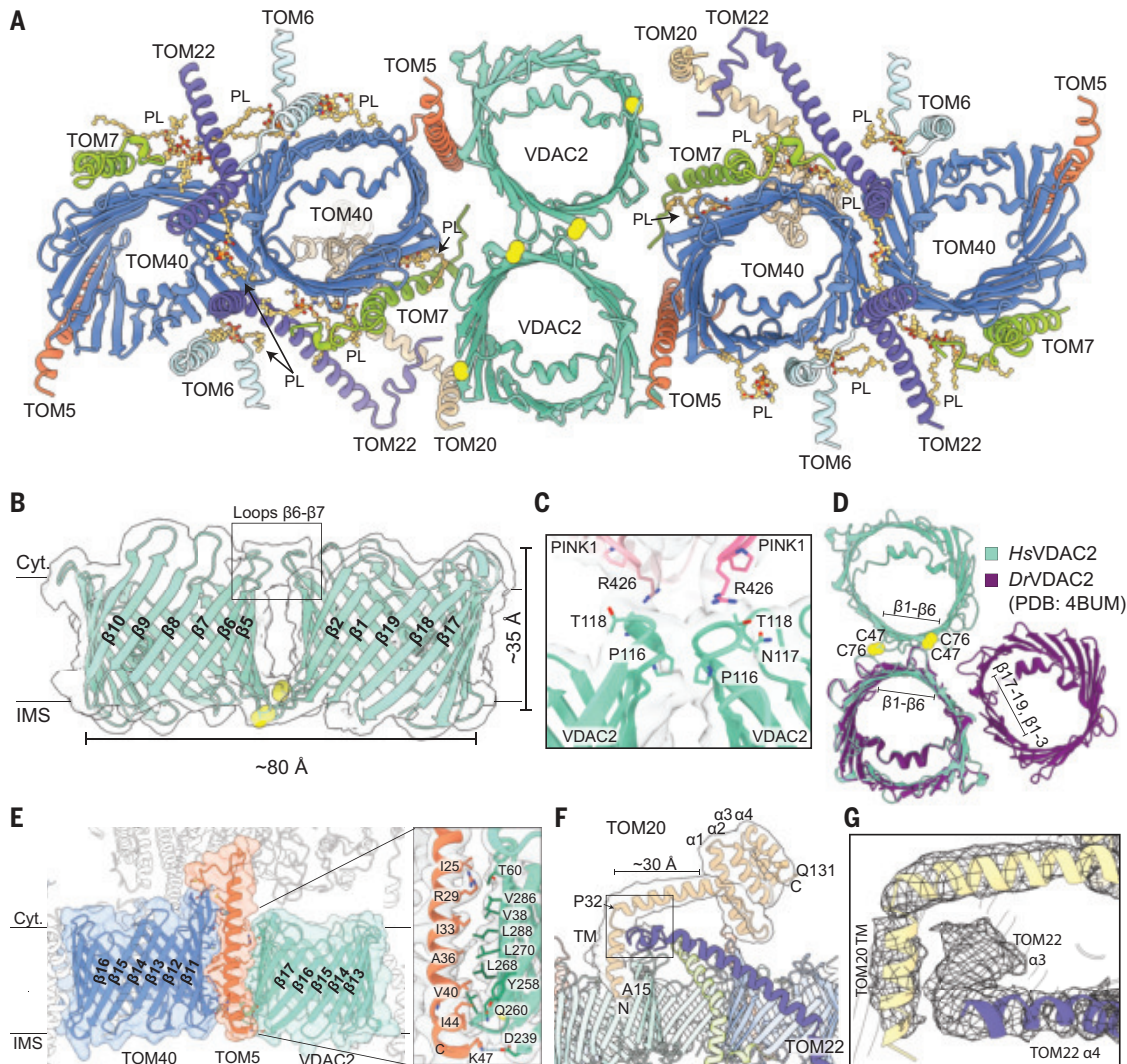 A
TOM6
TOM22
TOM5
PL
PL
TOM7
TOM40
TOM40
PL
TOM7
TOM6
PL
PL
TOM5
TOM22
TOM20
VDAC2
VDAC2
TOM22
TOM20
TOM6
TOM5
PL
PL
TOM7
PL
TOM40
TOM40
TOM7
PL
PL
PL
TOM5
TOM6
TOM22
B
Loops β6-β7
Cyt.
IMS
β10
β9
β8
β7
β6
β5
β2
β1
β19
β18
β17
~35 Å
~80 Å
C
PINK1
PINK1
R426
R426
T118
T118
P116
N117
P116
VDAC2
VDAC2
D
HsVDAC2
DrVDAC2
(PDB: 4BUM)
β1-β6
C47
C76
C76
C47
β1-β6
β17-19, β1-3
E
Cyt.
IMS
β16
β15
β14
β13
β12
β11
β17
β16
β15
β14
β13
TOM40
TOM5
VDAC2
I25
R29
I33
A36
V40
I44
C
K47
T60
V286
V38
L288
L270
L268
Y258
Q260
D239
F
TOM20
α1
α2
α3
α4
~30 Å
Q131
C
P32
TM
A15
N
TOM22
G
TOM20 TM
TOM22
α3
TOM22 α4